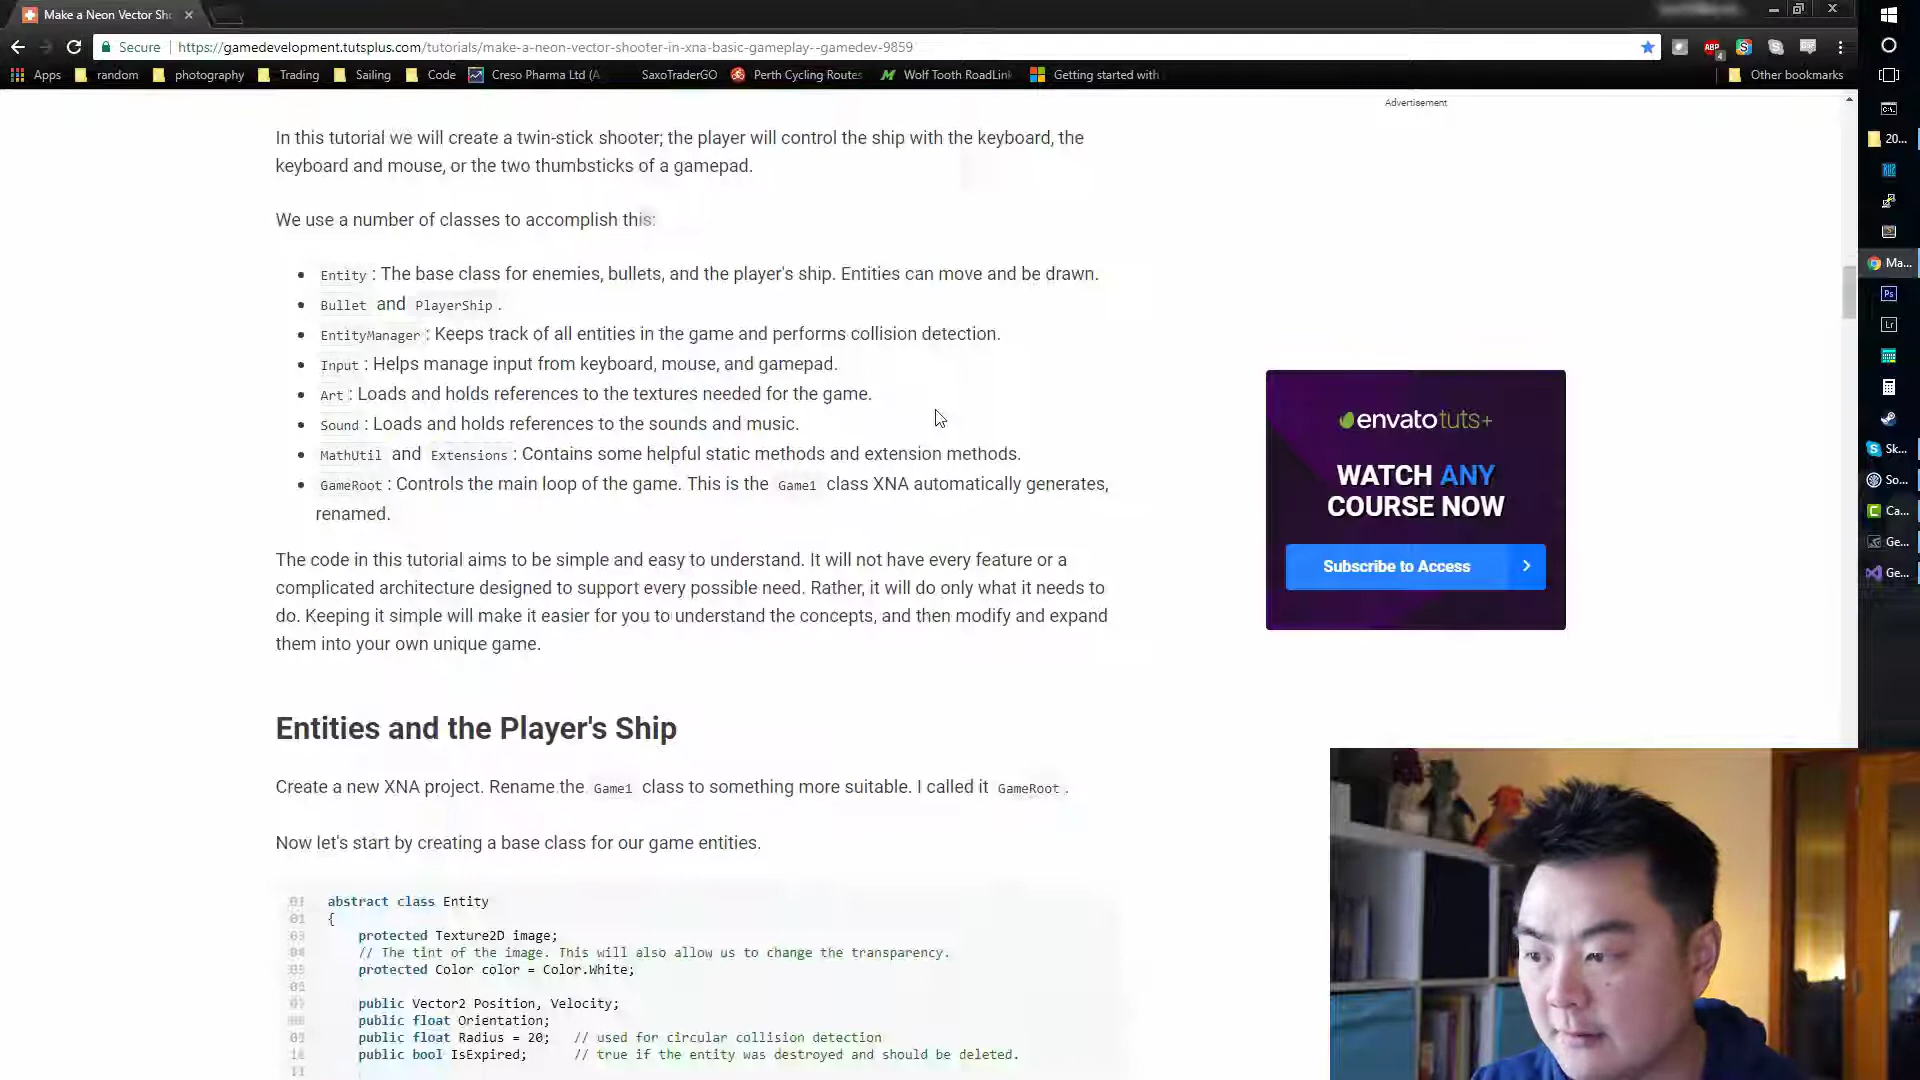 Make a Neon Vector Sh
Secure https://gamedevelopment.tutsplus.com/tutorials/make-a-neon-vector-shooter-in-xna-basic-gameplay--gamedev-9859
ABP
4
Apps random photography Trading Sailing Code Creso Pharma Ltd (A SaxoTraderGO Perth Cycling Routes Wolf Tooth RoadLink Getting started with Other bookmarks
Advertisement
In this tutorial we will create a twin-stick shooter; the player will control the ship with the keyboard, the
keyboard and mouse, or the two thumbsticks of a gamepad.
We use a number of classes to accomplish this:
Entity : The base class for enemies, bullets, and the player's ship. Entities can move and be drawn.
Bullet and PlayerShip .
EntityManager : Keeps track of all entities in the game and performs collision detection.
Input : Helps manage input from keyboard, mouse, and gamepad.
Art : Loads and holds references to the textures needed for the game.
Sound : Loads and holds references to the sounds and music.
MathUtil and Extensions : Contains some helpful static methods and extension methods.
GameRoot : Controls the main loop of the game. This is the Game1 class XNA automatically generates,
renamed.
The code in this tutorial aims to be simple and easy to understand. It will not have every feature or a
complicated architecture designed to support every possible need. Rather, it will do only what it needs to
do. Keeping it simple will make it easier for you to understand the concepts, and then modify and expand
them into your own unique game.
Entities and the Player's Ship
Create a new XNA project. Rename the Game1 class to something more suitable. I called it GameRoot .
Now let's start by creating a base class for our game entities.
abstract class Entity
{
protected Texture2D image;
// The tint of the image. This will also allow us to change the transparency.
protected Color color = Color.White;
public Vector2 Position, Velocity;
public float Orientation;
public float Radius = 20; // used for circular collision detection
public bool IsExpired; // true if the entity was destroyed and should be deleted.
11
envatotuts+
WATCH ANY
COURSE NOW
Subscribe to Access
20...
Ma...
Ps
Lr
Sk...
So...
Ca...
Ge...
Ge...